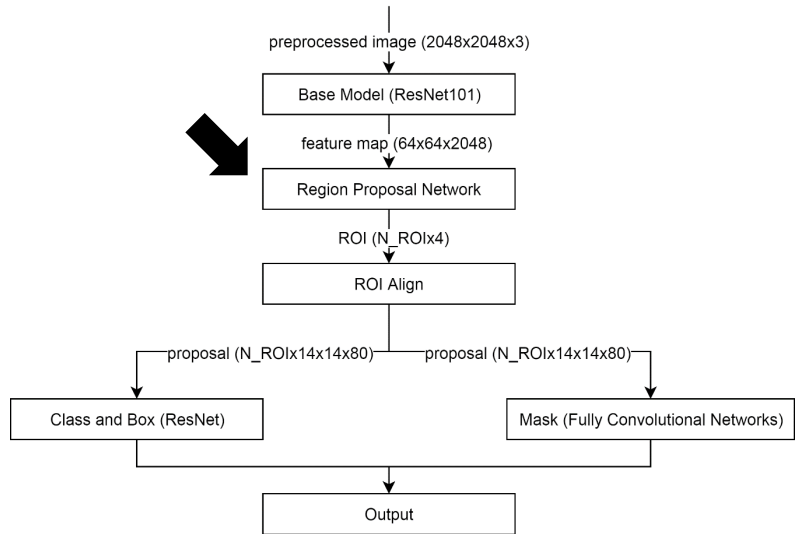 preprocessed image (2048x2048x3)
Base Model (ResNet101)
feature map (64x64x2048)
Region Proposal Network
ROI (N_ROIx4)
ROI Align
proposal (N_ROIx14x14x80)
proposal (N_ROIx14x14x80)
Class and Box (ResNet)
Mask (Fully Convolutional Networks)
Output